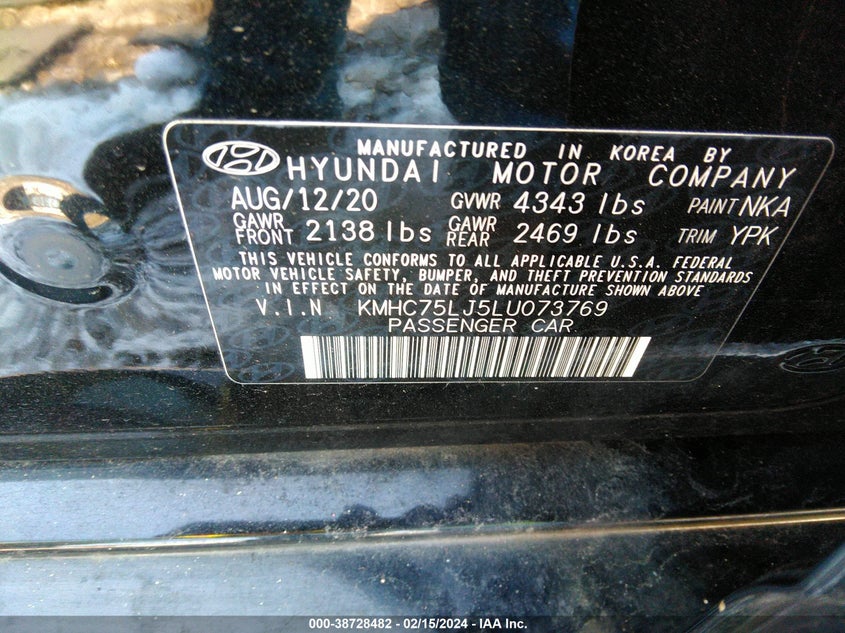 MANUFACTURED IN KOREA BY
HYUNDAI MOTOR COMPANY
AUG/12/20 GVWR 4343 lbs PAINT NKA
GAWR FRONT 2138 lbs GAWR REAR 2469 lbs TRIM YPK
THIS VEHICLE CONFORMS TO ALL APPLICABLE U.S.A. FEDERAL
MOTOR VEHICLE SAFETY, BUMPER, AND THEFT PREVENTION STANDARDS
IN EFFECT ON THE DATE OF MANUFACTURE SHOWN ABOVE
V.I.N KMHC75LJ5LU073769
PASSENGER CAR
000-38728482 - 02/15/2024 - IAA Inc.